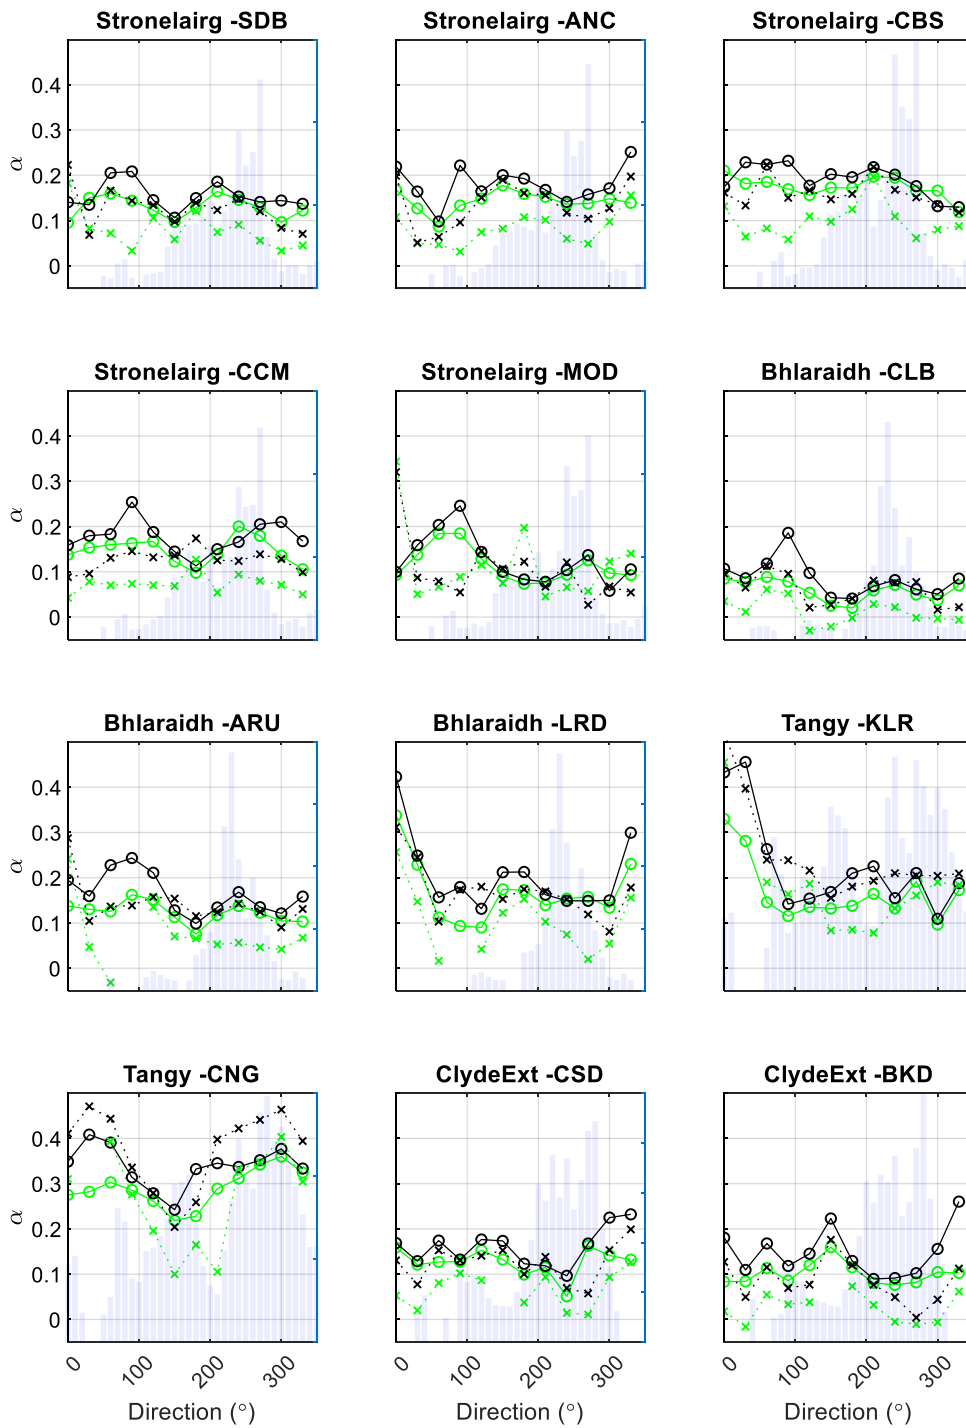 Stronelairg -SDB
Stronelairg -ANC
Stronelairg -CBS
0.4
0.3
0.2
0.1
0
α
Stronelairg -CCM
Stronelairg -MOD
Bhlaraidh -CLB
0.4
0.3
0.2
0.1
0
α
Bhlaraidh -ARU
Bhlaraidh -LRD
Tangy -KLR
0.4
0.3
0.2
0.1
0
α
Tangy -CNG
ClydeExt -CSD
ClydeExt -BKD
0.4
0.3
0.2
0.1
0
α
0 100 200 300
0 100 200 300
0 100 200 300
Direction (°)
Direction (°)
Direction (°)